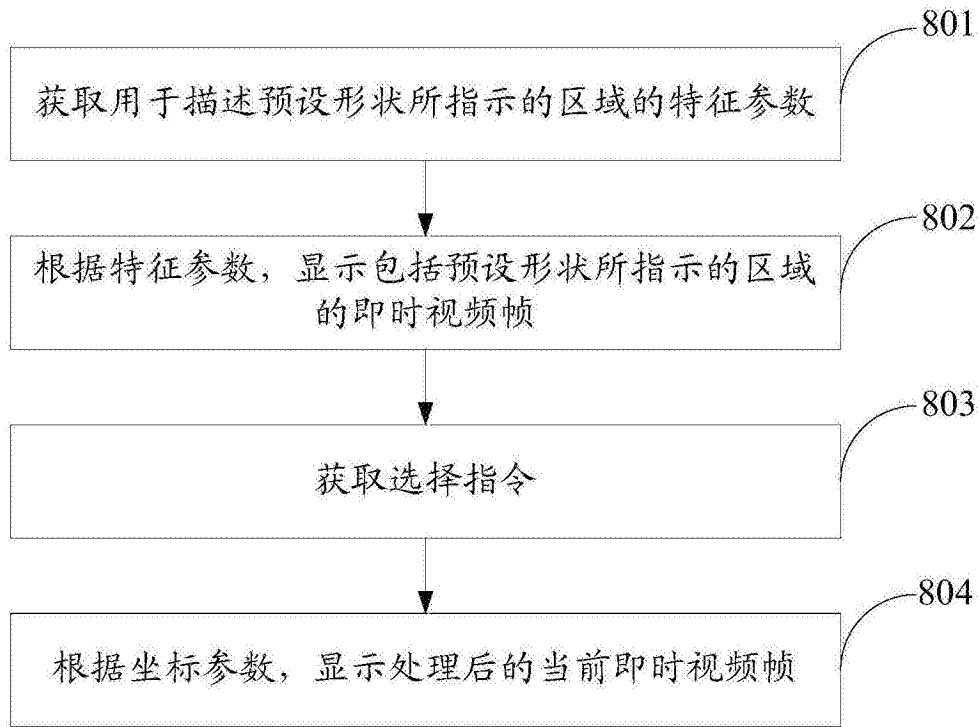 801
获取用于描述预设形状所指示的区域的特征参数
802
根据特征参数，显示包括预设形状所指示的区域
的即时视频帧
803
获取选择指令
804
根据坐标参数，显示处理后的当前即时视频帧